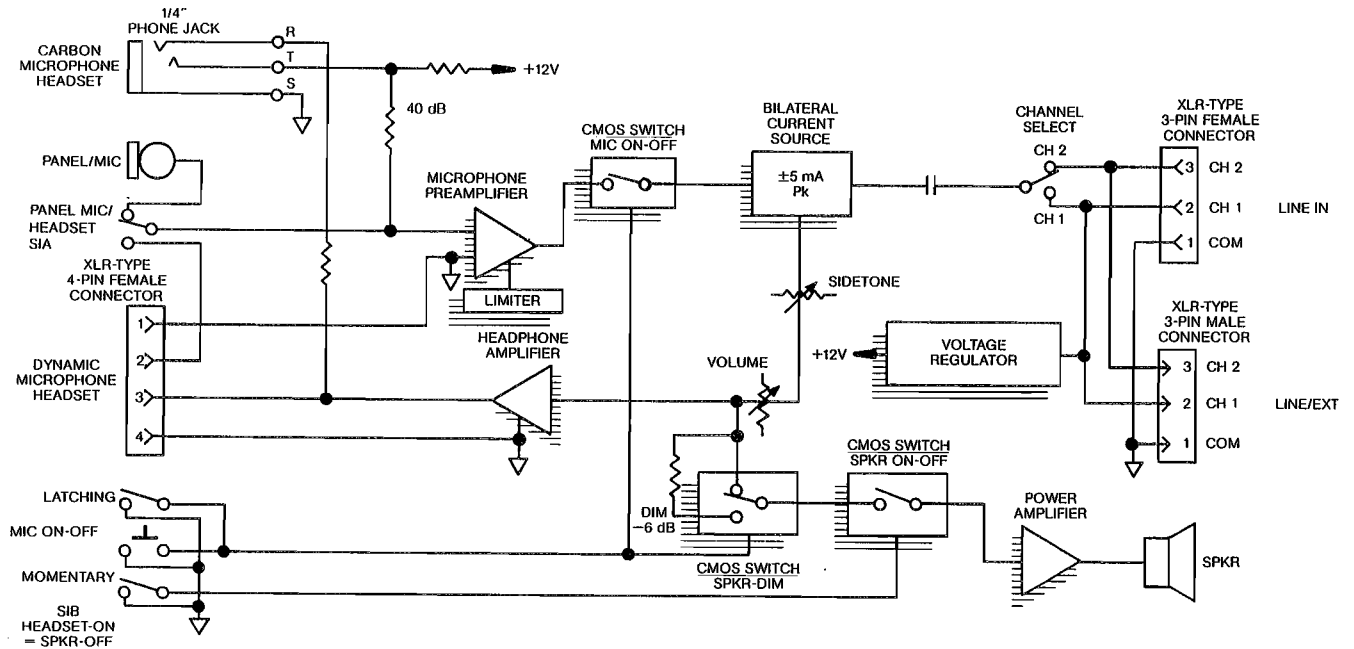 1/4"
PHONE JACK
CARBON
MICROPHONE
HEADSET
R
T
S
+12V
40 dB
PANEL/MIC
PANEL MIC/
HEADSET
SIA
XLR-TYPE
4-PIN FEMALE
CONNECTOR
DYNAMIC
MICROPHONE
HEADSET
1
2
3
4
MICROPHONE
PREAMPLIFIER
LIMITER
HEADPHONE
AMPLIFIER
CMOS SWITCH
MIC ON-OFF
BILATERAL
CURRENT
SOURCE
±5 mA
Pk
SIDETONE
VOLUME
+12V
VOLTAGE
REGULATOR
CHANNEL
SELECT
CH 2
CH 1
XLR-TYPE
3-PIN FEMALE
CONNECTOR
3 CH 2
2 CH 1
1 COM
LINE IN
XLR-TYPE
3-PIN MALE
CONNECTOR
3 CH 2
2 CH 1
1 COM
LINE/EXT
LATCHING
MIC ON-OFF
MOMENTARY
SIB
HEADSET-ON
= SPKR-OFF
DIM
–6 dB
CMOS SWITCH
SPKR-DIM
CMOS SWITCH
SPKR ON-OFF
POWER
AMPLIFIER
SPKR